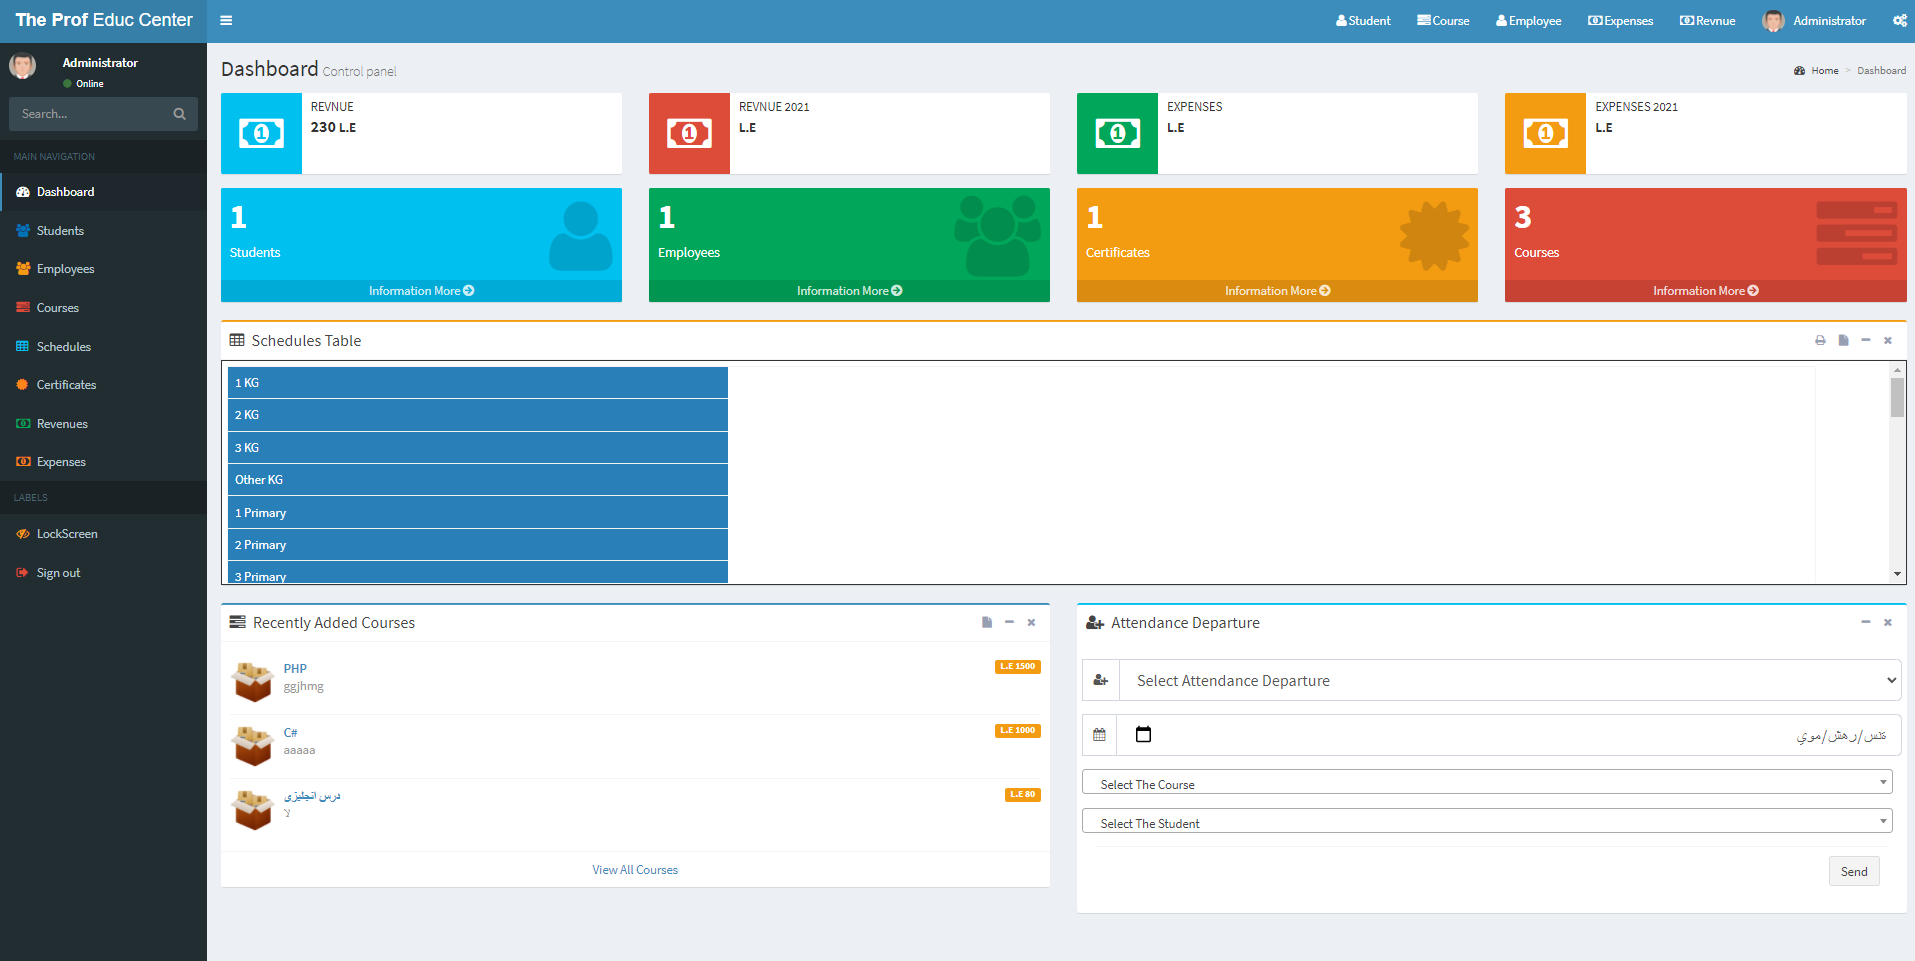 The Prof Educ Center
Student
Course
Employee
Expenses
Revnue
Administrator
Administrator
Online
Search...
MAIN NAVIGATION
Dashboard
Students
Employees
Courses
Schedules
Certificates
Revenues
Expenses
LABELS
LockScreen
Sign out
Dashboard Control panel
Home > Dashboard
REVNUE
230 L.E
REVNUE 2021
L.E
EXPENSES
L.E
EXPENSES 2021
L.E
1
Students
Information More
1
Employees
Information More
1
Certificates
Information More
3
Courses
Information More
Schedules Table
1 KG
2 KG
3 KG
Other KG
1 Primary
2 Primary
3 Primary
Recently Added Courses
PHP
L.E 1500
ggjhmg
C#
L.E 1000
aaaaa
درس انجليزى
L.E 80
لا
View All Courses
Attendance Departure
Select Attendance Departure
ةنس/رهش/موي
Select The Course
Select The Student
Send